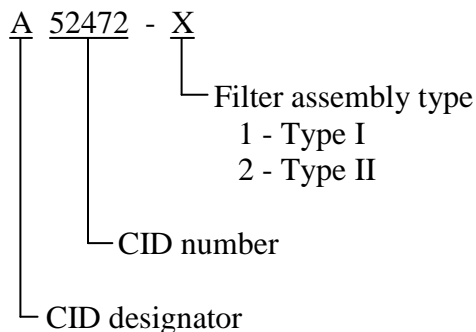 A 52472 - X
Filter assembly type
1 - Type I
2 - Type II
CID number
CID designator